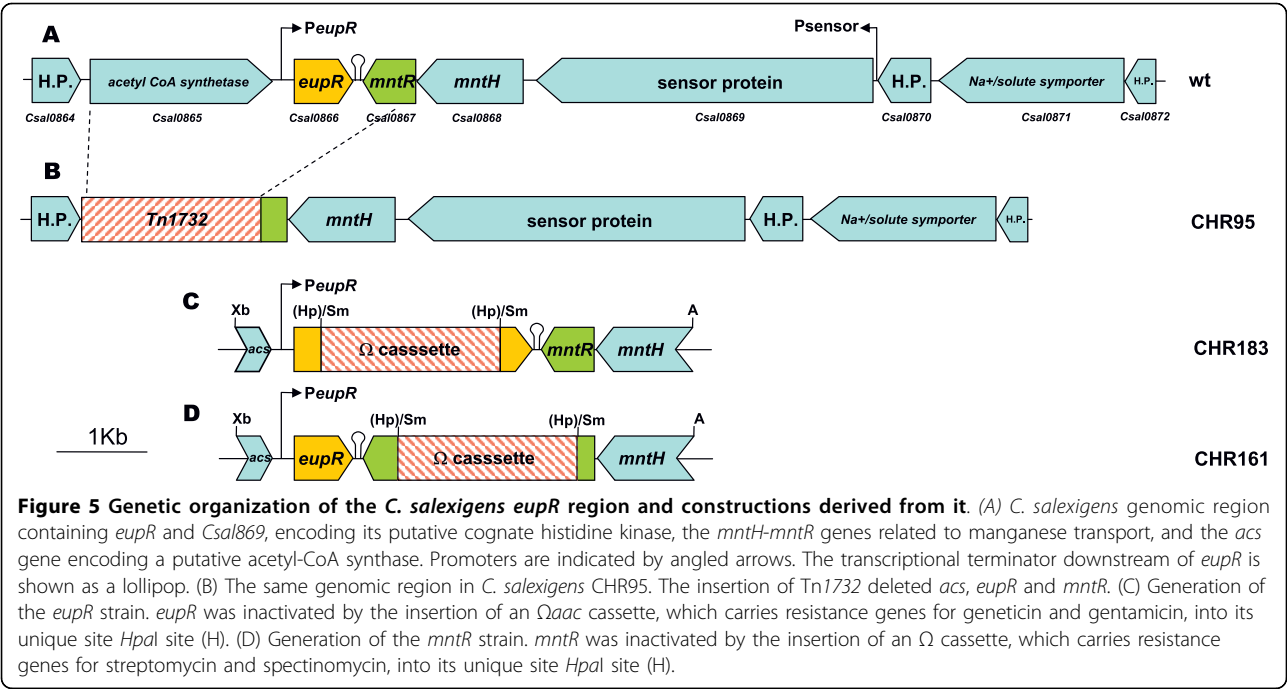 A
PeupR
Psensor
H.P. acetyl CoA synthetase eupR mntR mntH sensor protein H.P. Na+/solute symporter H.P. wt
Csal0864 Csal0865 Csal0866 Csal0867 Csal0868 Csal0869 Csal0870 Csal0871 Csal0872
B
H.P. Tn1732 mntH sensor protein H.P. Na+/solute symporter H.P. CHR95
C
PeupR
Xb (Hp)/Sm (Hp)/Sm A
acs Ω casssette mntR mntH CHR183
D
PeupR
Xb (Hp)/Sm (Hp)/Sm A
1Kb
acs eupR Ω casssette mntH CHR161
Figure 5 Genetic organization of the C. salexigens eupR region and constructions derived from it. (A) C. salexigens genomic region
containing eupR and Csal869, encoding its putative cognate histidine kinase, the mntH-mntR genes related to manganese transport, and the acs
gene encoding a putative acetyl-CoA synthase. Promoters are indicated by angled arrows. The transcriptional terminator downstream of eupR is
shown as a lollipop. (B) The same genomic region in C. salexigens CHR95. The insertion of Tn1732 deleted acs, eupR and mntR. (C) Generation of
the eupR strain. eupR was inactivated by the insertion of an Ωaac cassette, which carries resistance genes for geneticin and gentamicin, into its
unique site HpaI site (H). (D) Generation of the mntR strain. mntR was inactivated by the insertion of an Ω cassette, which carries resistance
genes for streptomycin and spectinomycin, into its unique site HpaI site (H).